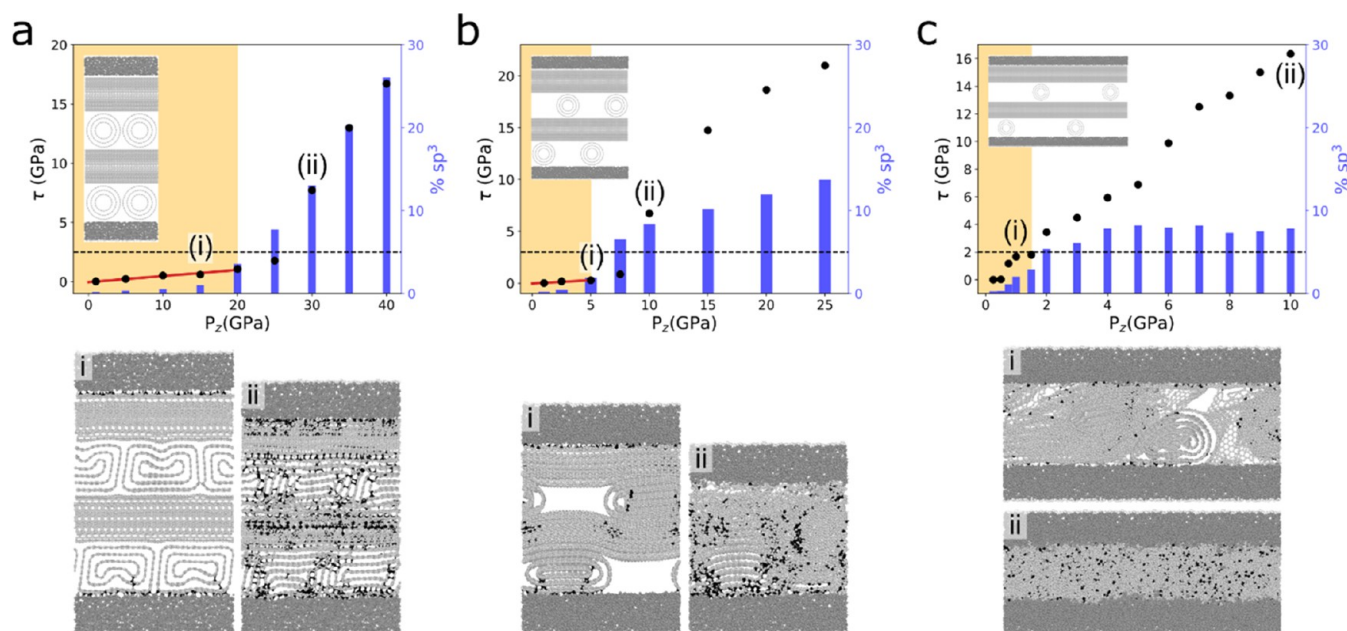 a
20
15
10
5
0
τ (GPa)
(i)
(ii)
0 10 20 30 40
P_z(GPa)
30
20
10
0
% sp³
b
20
15
10
5
0
τ (GPa)
(i)
(ii)
0 5 10 15 20 25
P_z(GPa)
30
20
10
0
% sp³
c
16
14
12
10
8
6
4
2
0
τ (GPa)
(i)
(ii)
0 2 4 6 8 10
P_z(GPa)
30
20
10
0
% sp³
i
ii
i
ii
i
ii